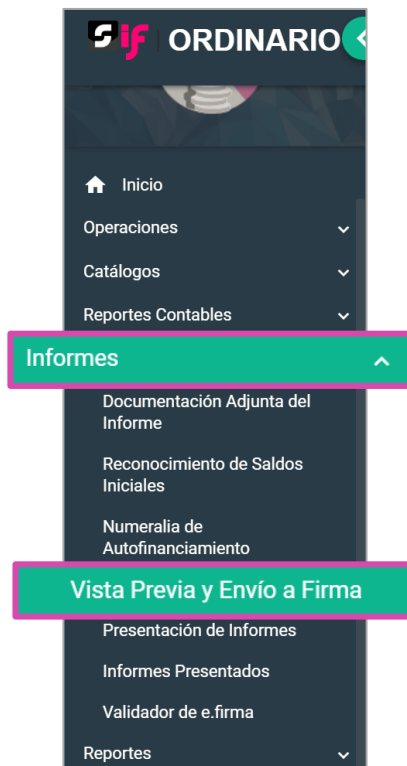 sif ORDINARIO
Inicio
Operaciones
Catálogos
Reportes Contables
Informes
Documentación Adjunta del
Informe
Reconocimiento de Saldos
Iniciales
Numeralia de
Autofinanciamiento
Vista Previa y Envío a Firma
Presentación de Informes
Informes Presentados
Validador de e.firma
Reportes